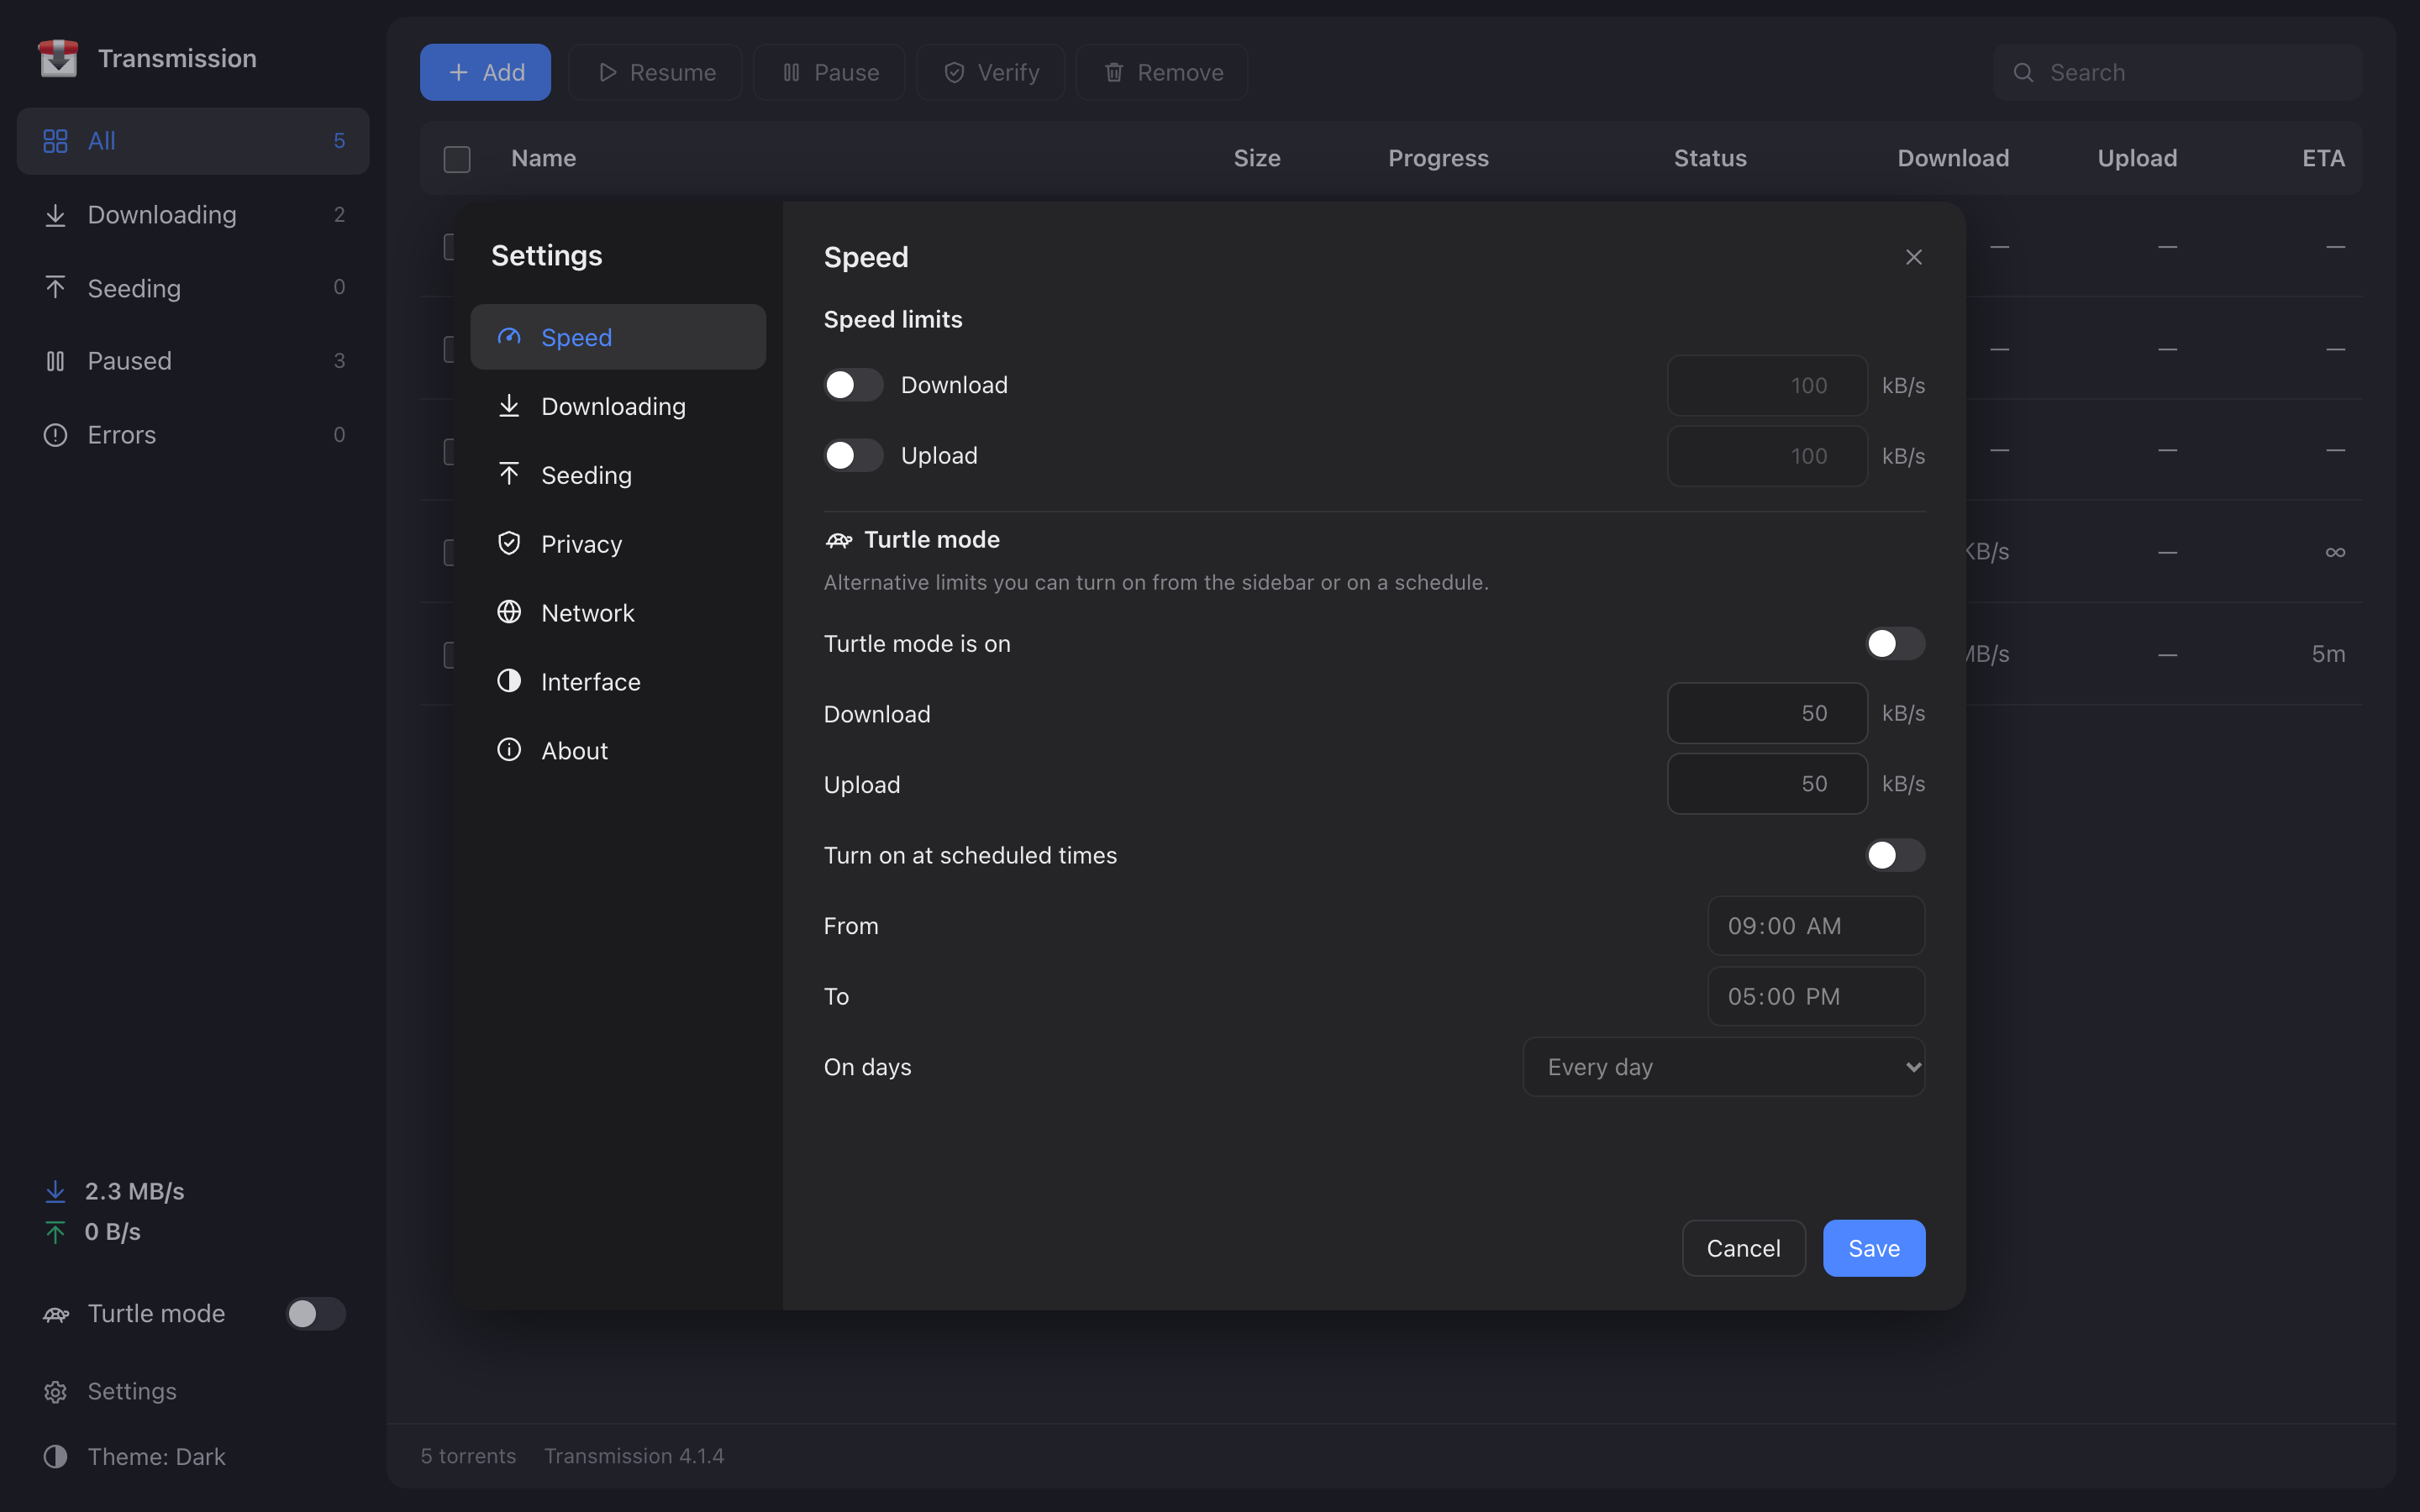 Transmission
All 5
Downloading 2
Seeding 0
Paused 3
Errors 0
2.3 MB/s
0 B/s
Turtle mode
Settings
Theme: Dark
Add Resume Pause Verify Remove Search
Name Size Progress Status Download Upload ETA
— — —
— — —
— — —
KB/s — ∞
MB/s — 5m
Settings
Speed
Downloading
Seeding
Privacy
Network
Interface
About
Speed
Speed limits
Download 100 kB/s
Upload 100 kB/s
Turtle mode
Alternative limits you can turn on from the sidebar or on a schedule.
Turtle mode is on
Download 50 kB/s
Upload 50 kB/s
Turn on at scheduled times
From 09:00 AM
To 05:00 PM
On days Every day
Cancel Save
5 torrents Transmission 4.1.4